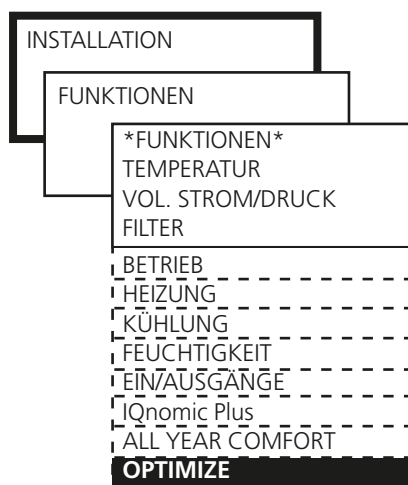 INSTALLATION
FUNKTIONEN
*FUNKTIONEN*
TEMPERATUR
VOL. STROM/DRUCK
FILTER
BETRIEB
HEIZUNG
KÜHLUNG
FEUCHTIGKEIT
EIN/AUSGÄNGE
IQnomic Plus
ALL YEAR COMFORT
OPTIMIZE